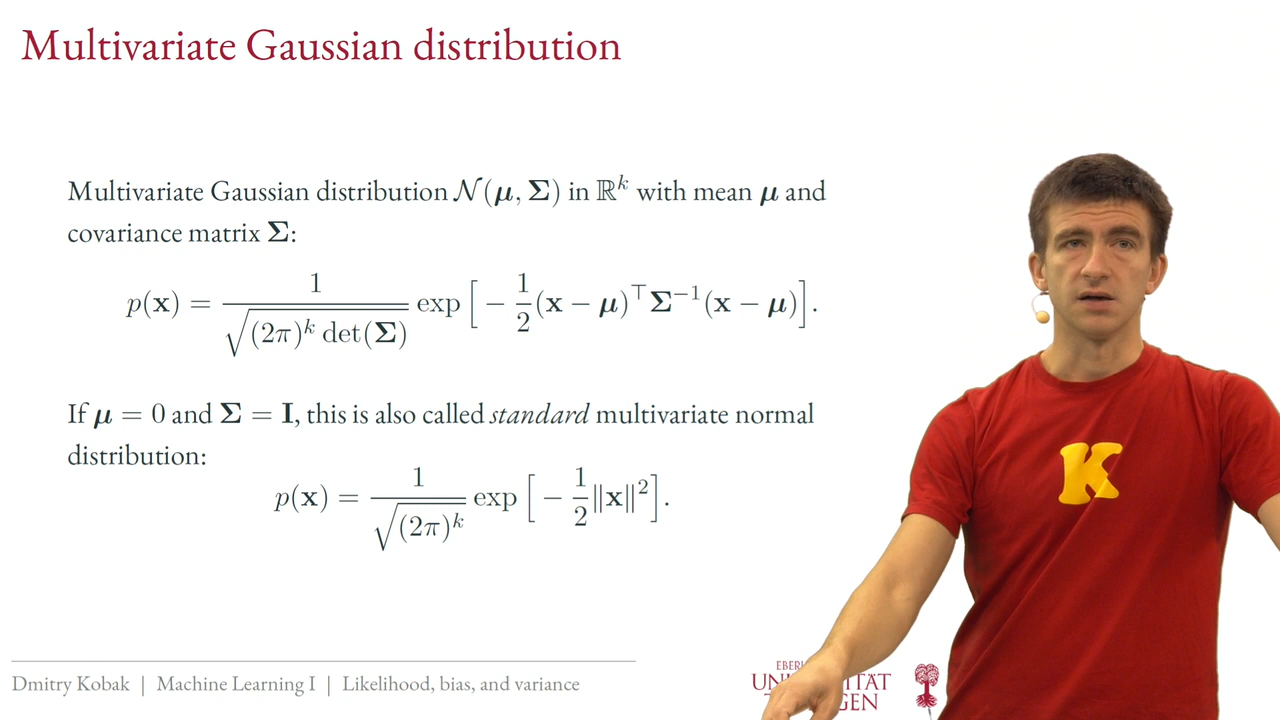 Multivariate Gaussian distribution
Multivariate Gaussian distribution 𝒩(μ, Σ) in ℝᵏ with mean μ and
covariance matrix Σ:
p(x) = 1 / √((2π)ᵏ det(Σ)) exp[ − 1/2 (x − μ)ᵀ Σ⁻¹ (x − μ) ].
If μ = 0 and Σ = I, this is also called standard multivariate normal
distribution:
p(x) = 1 / √((2π)ᵏ) exp[ − 1/2 ‖x‖² ].
K
Dmitry Kobak | Machine Learning I | Likelihood, bias, and variance